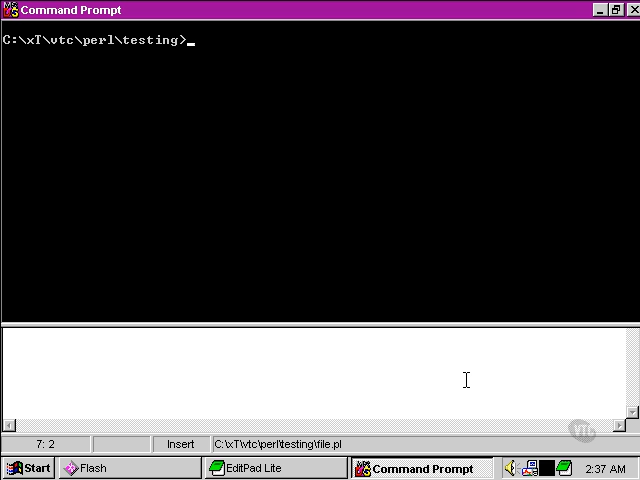 Command Prompt
C:\xT\vtc\perl\testing>
VTC
7: 2
Insert
C:\xT\vtc\perl\testing\file.pl
Start
Flash
EditPad Lite
Command Prompt
2:37 AM